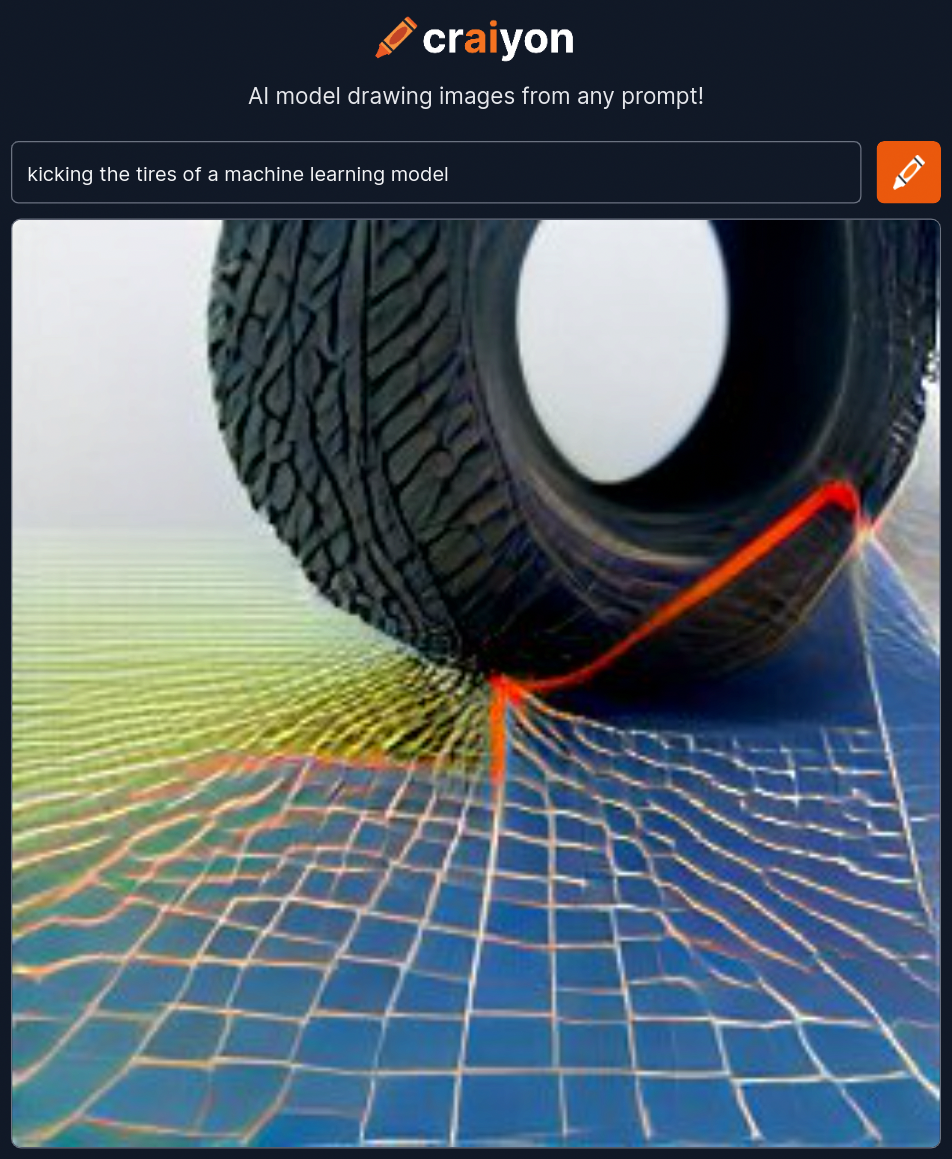 craiyon
AI model drawing images from any prompt!
kicking the tires of a machine learning model